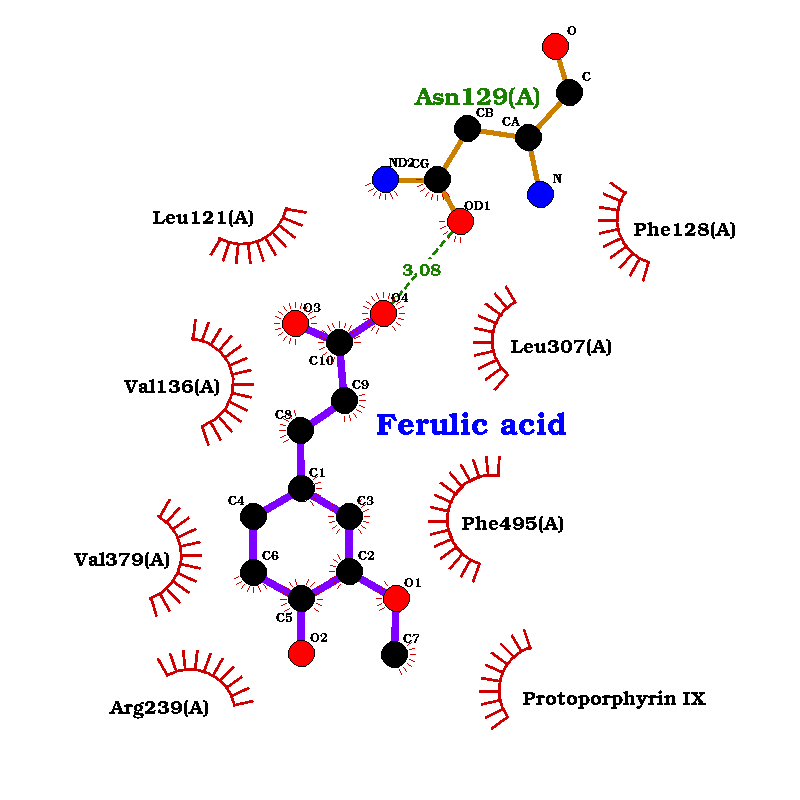 O
C
Asn129(A)
CB
CA
ND2
CG
N
OD1
Leu121(A)
Phe128(A)
3.08
O3
O4
C10
Leu307(A)
Val136(A)
C9
C8
Ferulic acid
C1
C4
C3
Phe495(A)
Val379(A)
C6
C2
O1
C5
O2
C7
Arg239(A)
Protoporphyrin IX